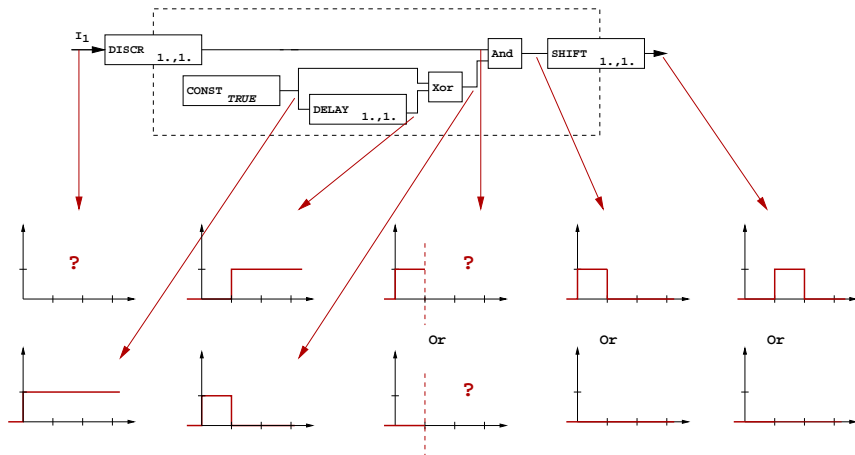 I1
DISCR
1.,1.
And
SHIFT
1.,1.
CONST
TRUE
Xor
DELAY
1.,1.
?
?
Or
Or
Or
?